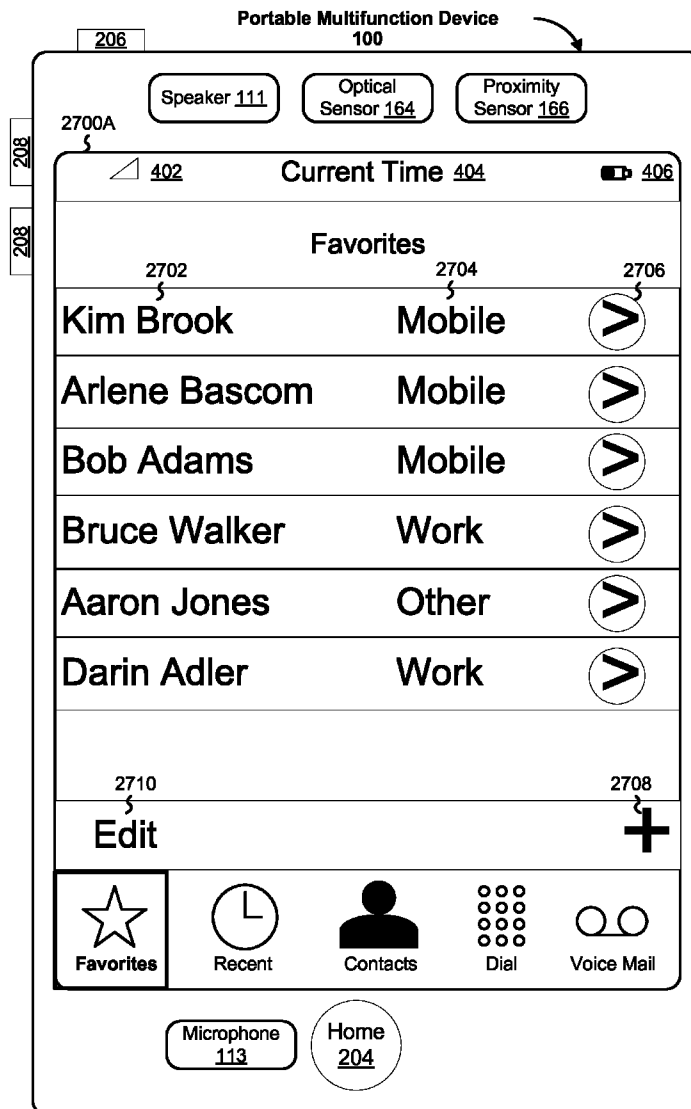 Portable Multifunction Device
100
206
Speaker 111
Optical
Sensor 164
Proximity
Sensor 166
2700A
208
208
402
Current Time 404
406
Favorites
2702
2704
2706
Kim Brook Mobile >
Arlene Bascom Mobile >
Bob Adams Mobile >
Bruce Walker Work >
Aaron Jones Other >
Darin Adler Work >
2710
2708
Edit +
Favorites
Recent
Contacts
Dial
Voice Mail
Microphone
113
Home
204